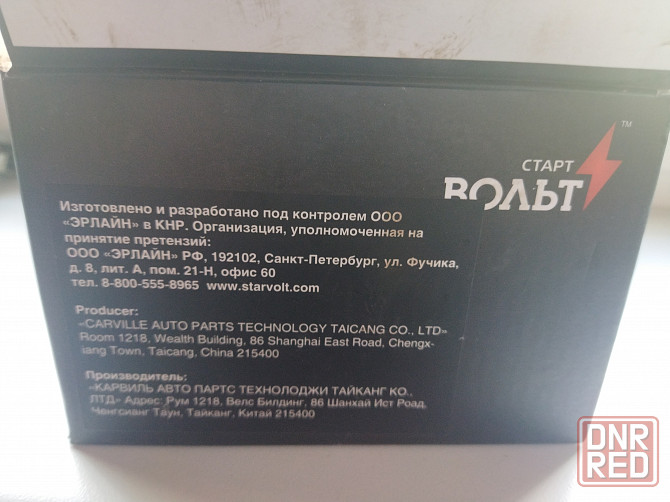 СТАРТ
ВОЛЬТ
TM
Изготовлено и разработано под контролем ООО
«ЭРЛАЙН» в КНР. Организация, уполномоченная на
принятие претензий:
ООО «ЭРЛАЙН» РФ, 192102, Санкт-Петербург, ул. Фучика,
д. 8, лит. А, пом. 21-Н, офис 60
тел. 8-800-555-8965 www.starvolt.com
Producer:
«CARVILLE AUTO PARTS TECHNOLOGY TAICANG CO., LTD»
Room 1218, Wealth Building, 86 Shanghai East Road, Chengx-
iang Town, Taicang, China 215400
Производитель:
«КАРВИЛЬ АВТО ПАРТС ТЕХНОЛОДЖИ ТАЙКАНГ КО.,
ЛТД» Адрес: Рум 1218, Велс Билдинг, 86 Шанхай Ист Роад,
Ченгсианг Таун, Тайканг, Китай 215400
DNR
RED